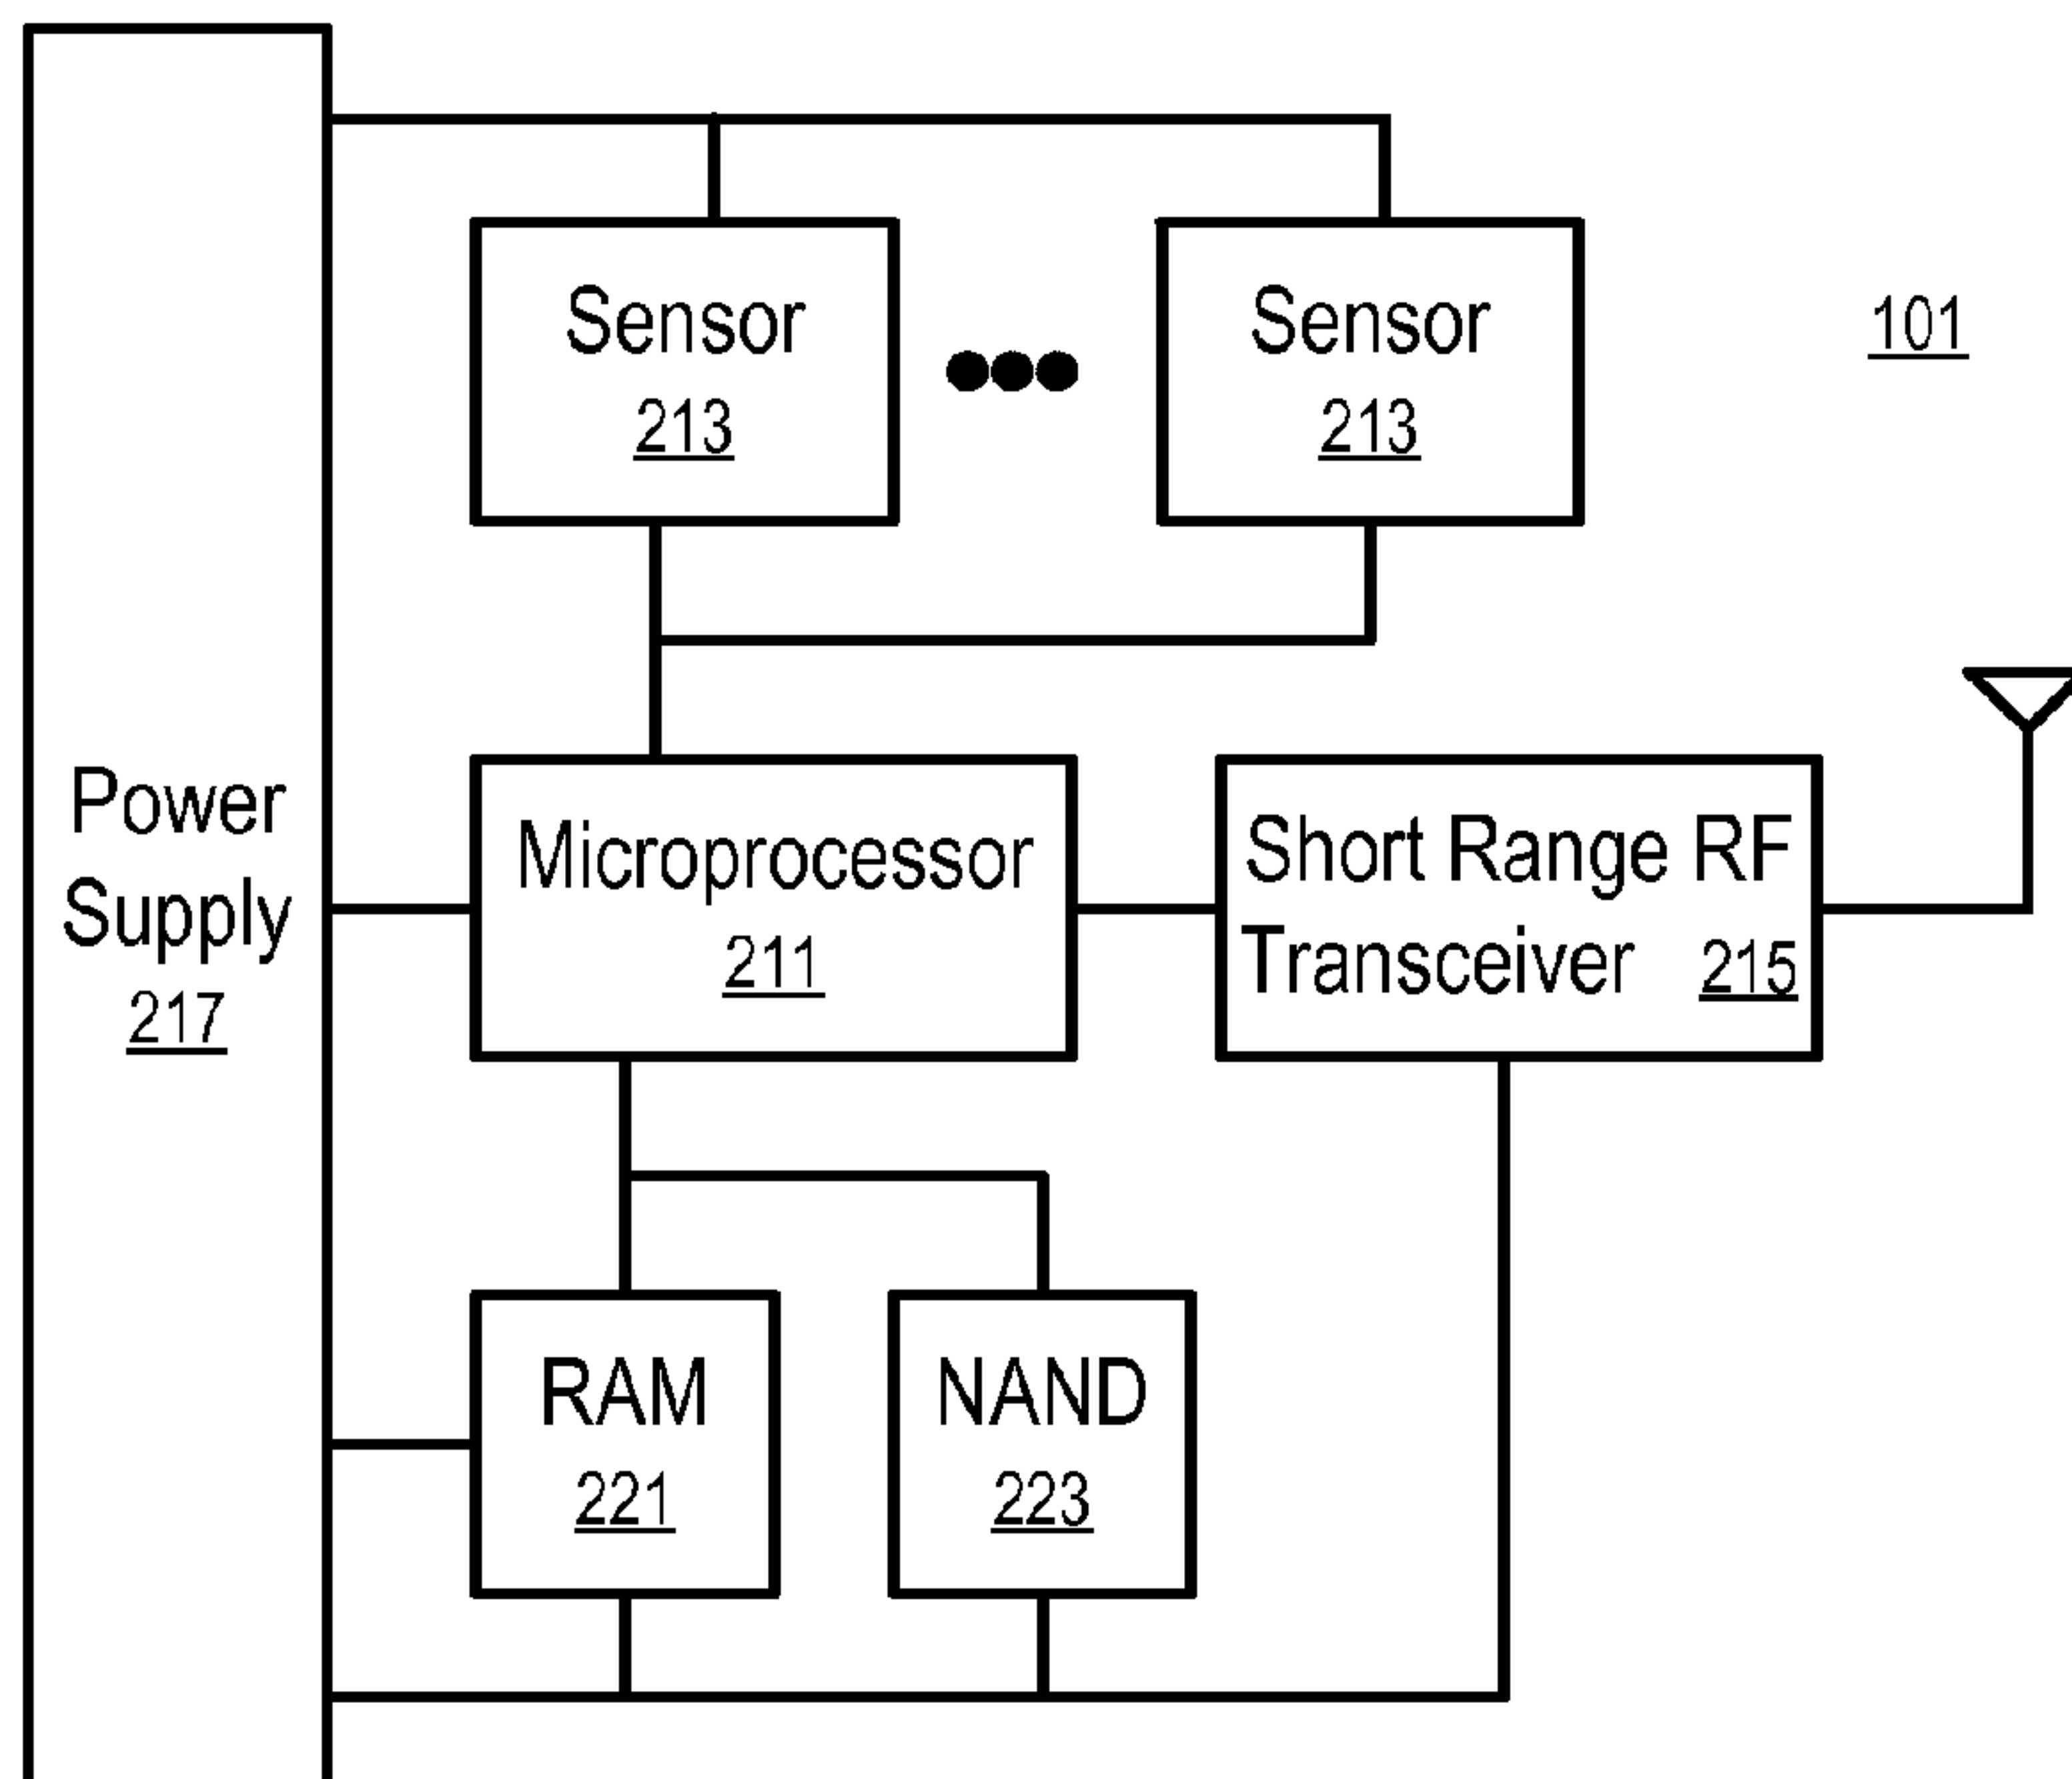 Sensor
213
Sensor
213
101
Power
Supply
217
Microprocessor
211
Short Range RF
Transceiver 215
RAM
221
NAND
223